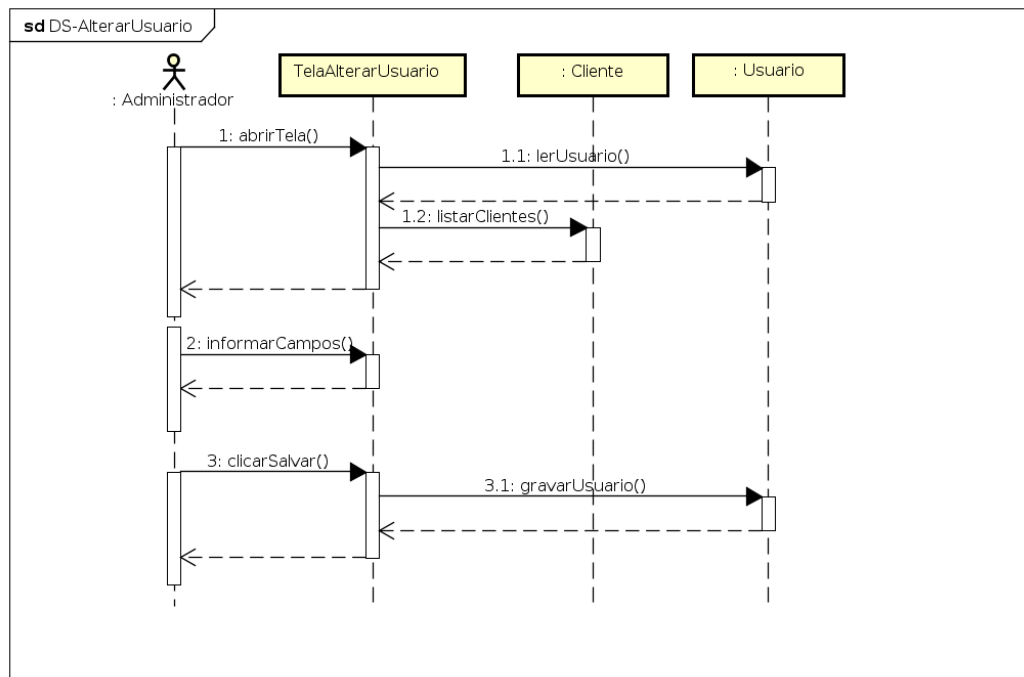 sd DS-AlterarUsuario
: Administrador
TelaAlterarUsuario
: Cliente
: Usuario
1: abrirTela()
1.1: lerUsuario()
1.2: listarClientes()
2: informarCampos()
3: clicarSalvar()
3.1: gravarUsuario()